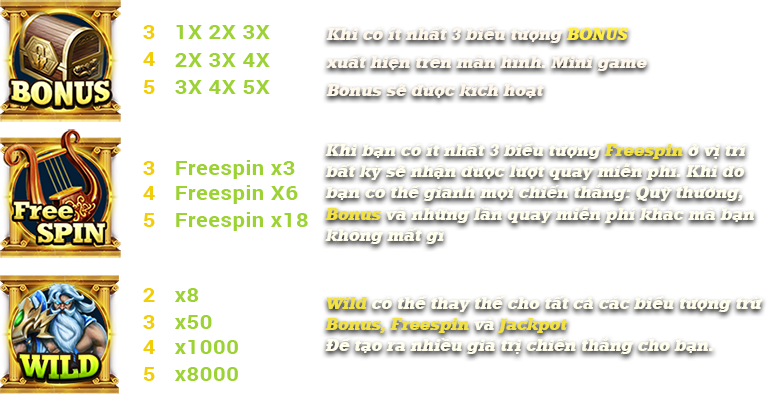 BONUS
3 1X 2X 3X
4 2X 3X 4X
5 3X 4X 5X
Khi có ít nhất 3 biểu tượng BONUS
xuất hiện trên màn hình. Mini game
Bonus sẽ được kích hoạt
Free
SPIN
3 Freespin x3
4 Freespin X6
5 Freespin x18
Khi bạn có ít nhất 3 biểu tượng Freespin ở vị trí
bất kỳ sẽ nhận được lượt quay miễn phí. Khi đó
bạn có thể giành mọi chiến thắng: Quỹ thưởng,
Bonus và những lần quay miễn phí khác mà bạn
không mất gì
WILD
2 x8
3 x50
4 x1000
5 x8000
Wild có thể thay thế cho tất cả các biểu tượng trừ
Bonus, Freespin và Jackpot
Để tạo ra nhiều giá trị chiến thắng cho bạn.